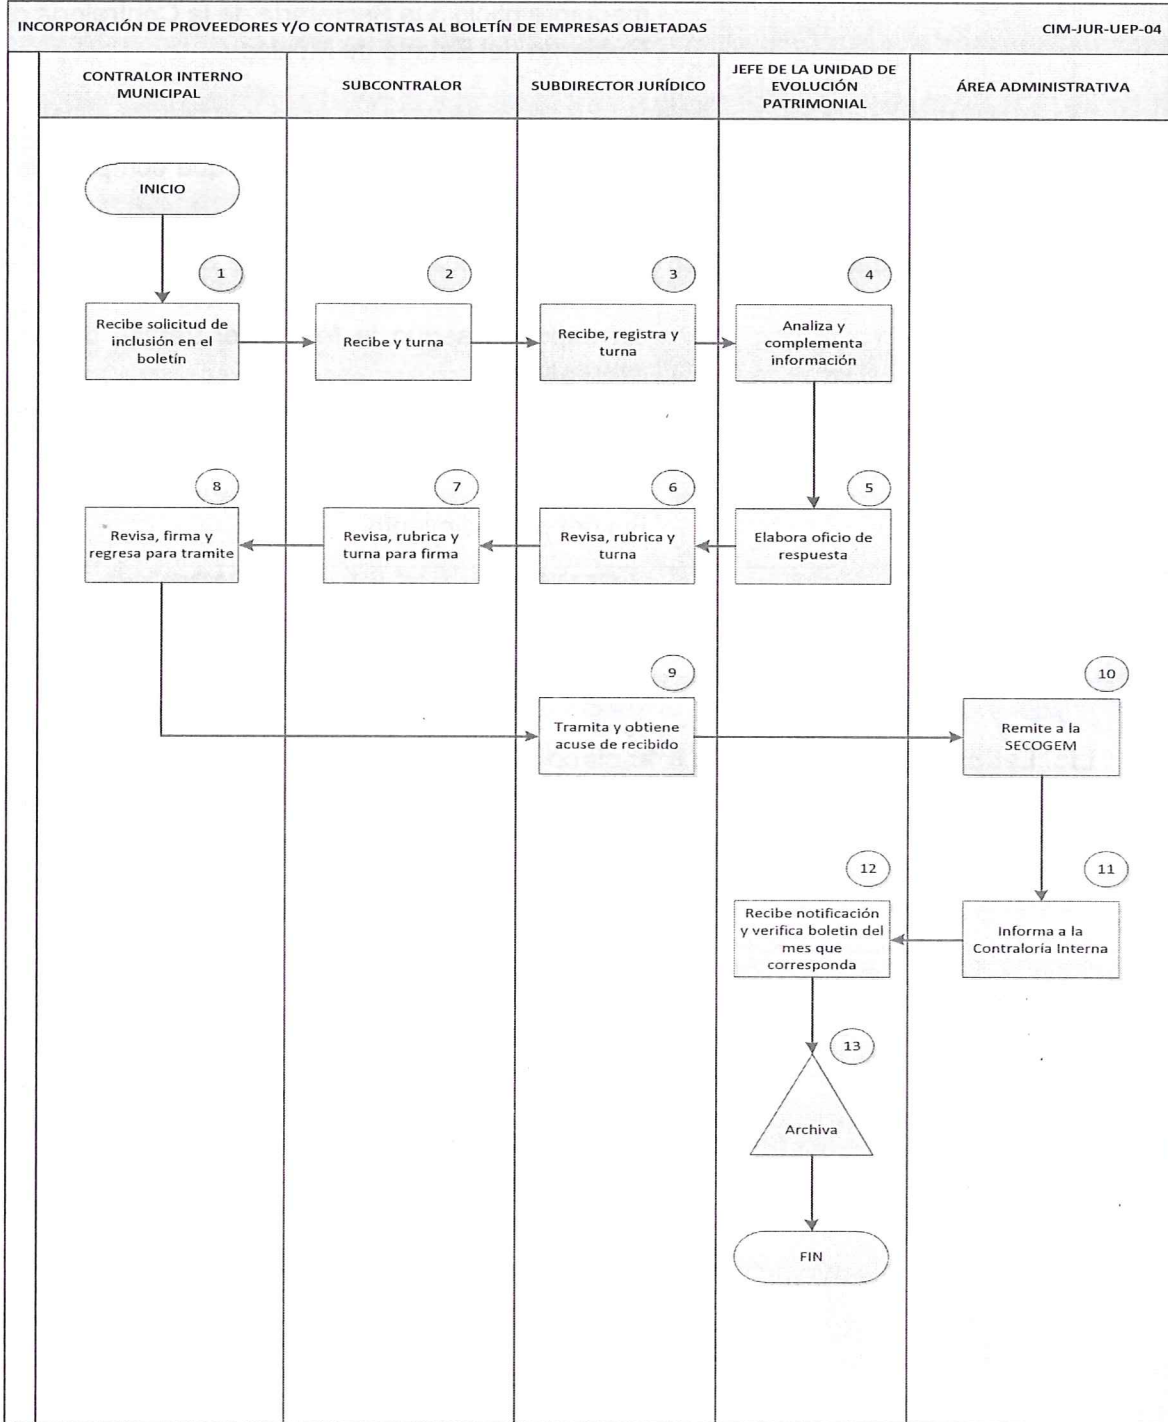 INCORPORACIÓN DE PROVEEDORES Y/O CONTRATISTAS AL BOLETÍN DE EMPRESAS OBJETADAS
CIM-JUR-UEP-04
CONTRALOR INTERNO
MUNICIPAL
SUBCONTRALOR
SUBDIRECTOR JURÍDICO
JEFE DE LA UNIDAD DE
EVOLUCIÓN
PATRIMONIAL
ÁREA ADMINISTRATIVA
INICIO
1
Recibe solicitud de
inclusión en el
boletín
2
Recibe y turna
3
Recibe, registra y
turna
4
Analiza y
complementa
información
5
Elabora oficio de
respuesta
6
Revisa, rubrica y
turna
7
Revisa, rubrica y
turna para firma
8
Revisa, firma y
regresa para tramite
9
Tramita y obtiene
acuse de recibido
10
Remite a la
SECOGEM
11
Informa a la
Contraloría Interna
12
Recibe notificación
y verifica boletin del
mes que
corresponda
13
Archiva
FIN